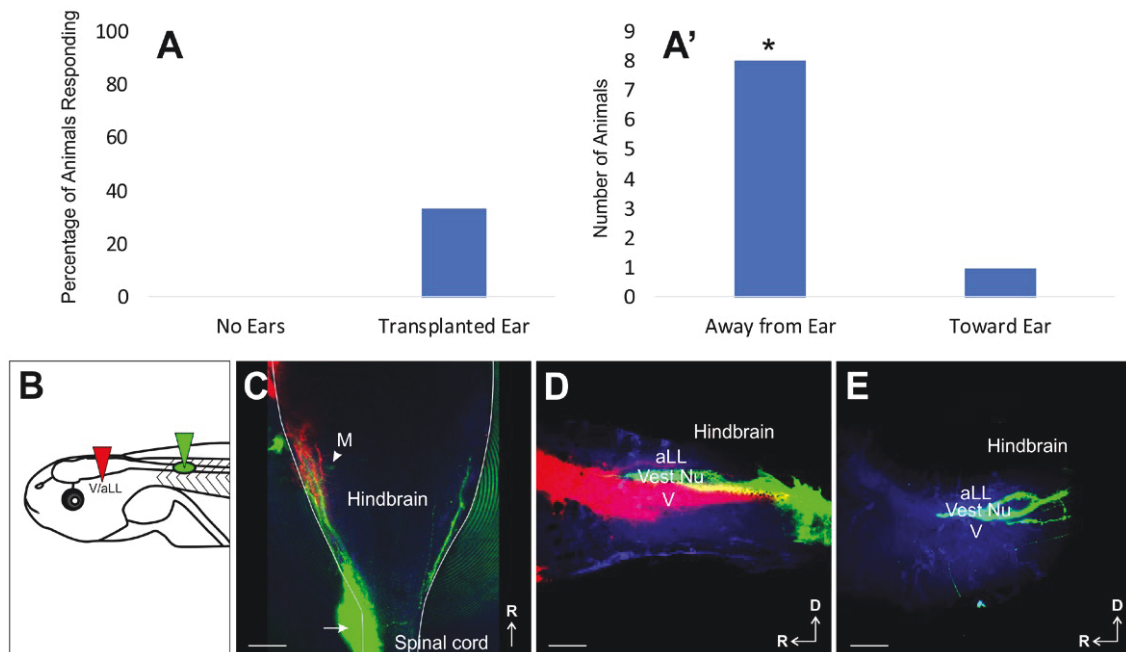 A
Percentage of Animals Responding
100
80
60
40
20
0
No Ears
Transplanted Ear
A’
Number of Animals
9
8
7
6
5
4
3
2
1
0
*
Away from Ear
Toward Ear
B
V/aLL
C
M
Hindbrain
Spinal cord
R
D
Hindbrain
aLL
Vest Nu
V
D
R
E
Hindbrain
aLL
Vest Nu
V
D
R